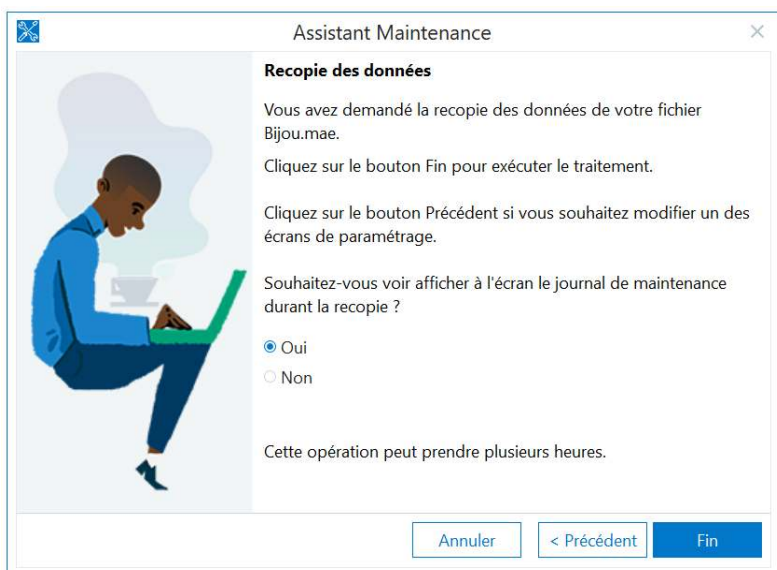 Assistant Maintenance
Recopie des données
Vous avez demandé la recopie des données de votre fichier
Bijou.mae.
Cliquez sur le bouton Fin pour exécuter le traitement.
Cliquez sur le bouton Précédent si vous souhaitez modifier un des
écrans de paramétrage.
Souhaitez-vous voir afficher à l'écran le journal de maintenance
durant la recopie ?
Oui
Non
Cette opération peut prendre plusieurs heures.
Annuler < Précédent Fin